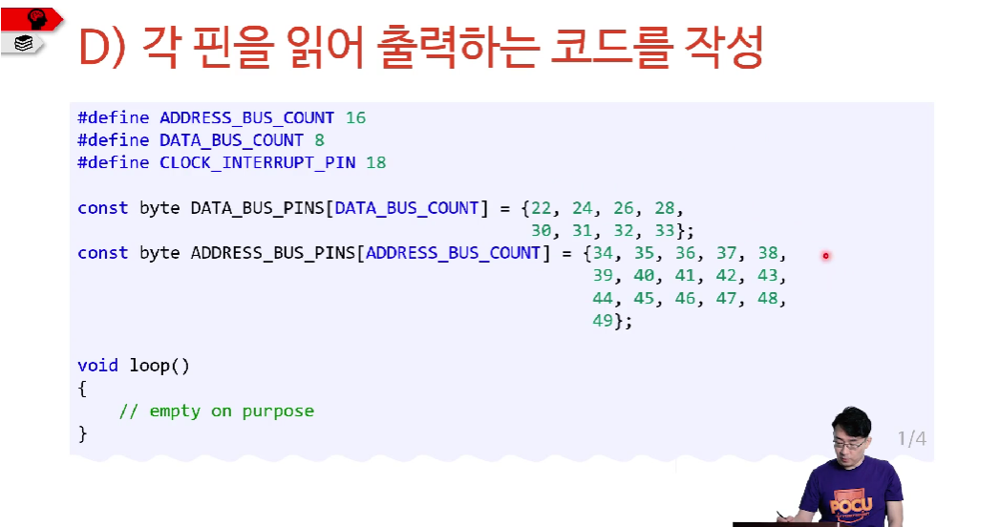 D) 각 핀을 읽어 출력하는 코드를 작성
#define ADDRESS_BUS_COUNT 16
#define DATA_BUS_COUNT 8
#define CLOCK_INTERRUPT_PIN 18
const byte DATA_BUS_PINS[DATA_BUS_COUNT] = {22, 24, 26, 28,
30, 31, 32, 33};
const byte ADDRESS_BUS_PINS[ADDRESS_BUS_COUNT] = {34, 35, 36, 37, 38,
39, 40, 41, 42, 43,
44, 45, 46, 47, 48,
49};
void loop()
{
// empty on purpose
}
1/4
POCU